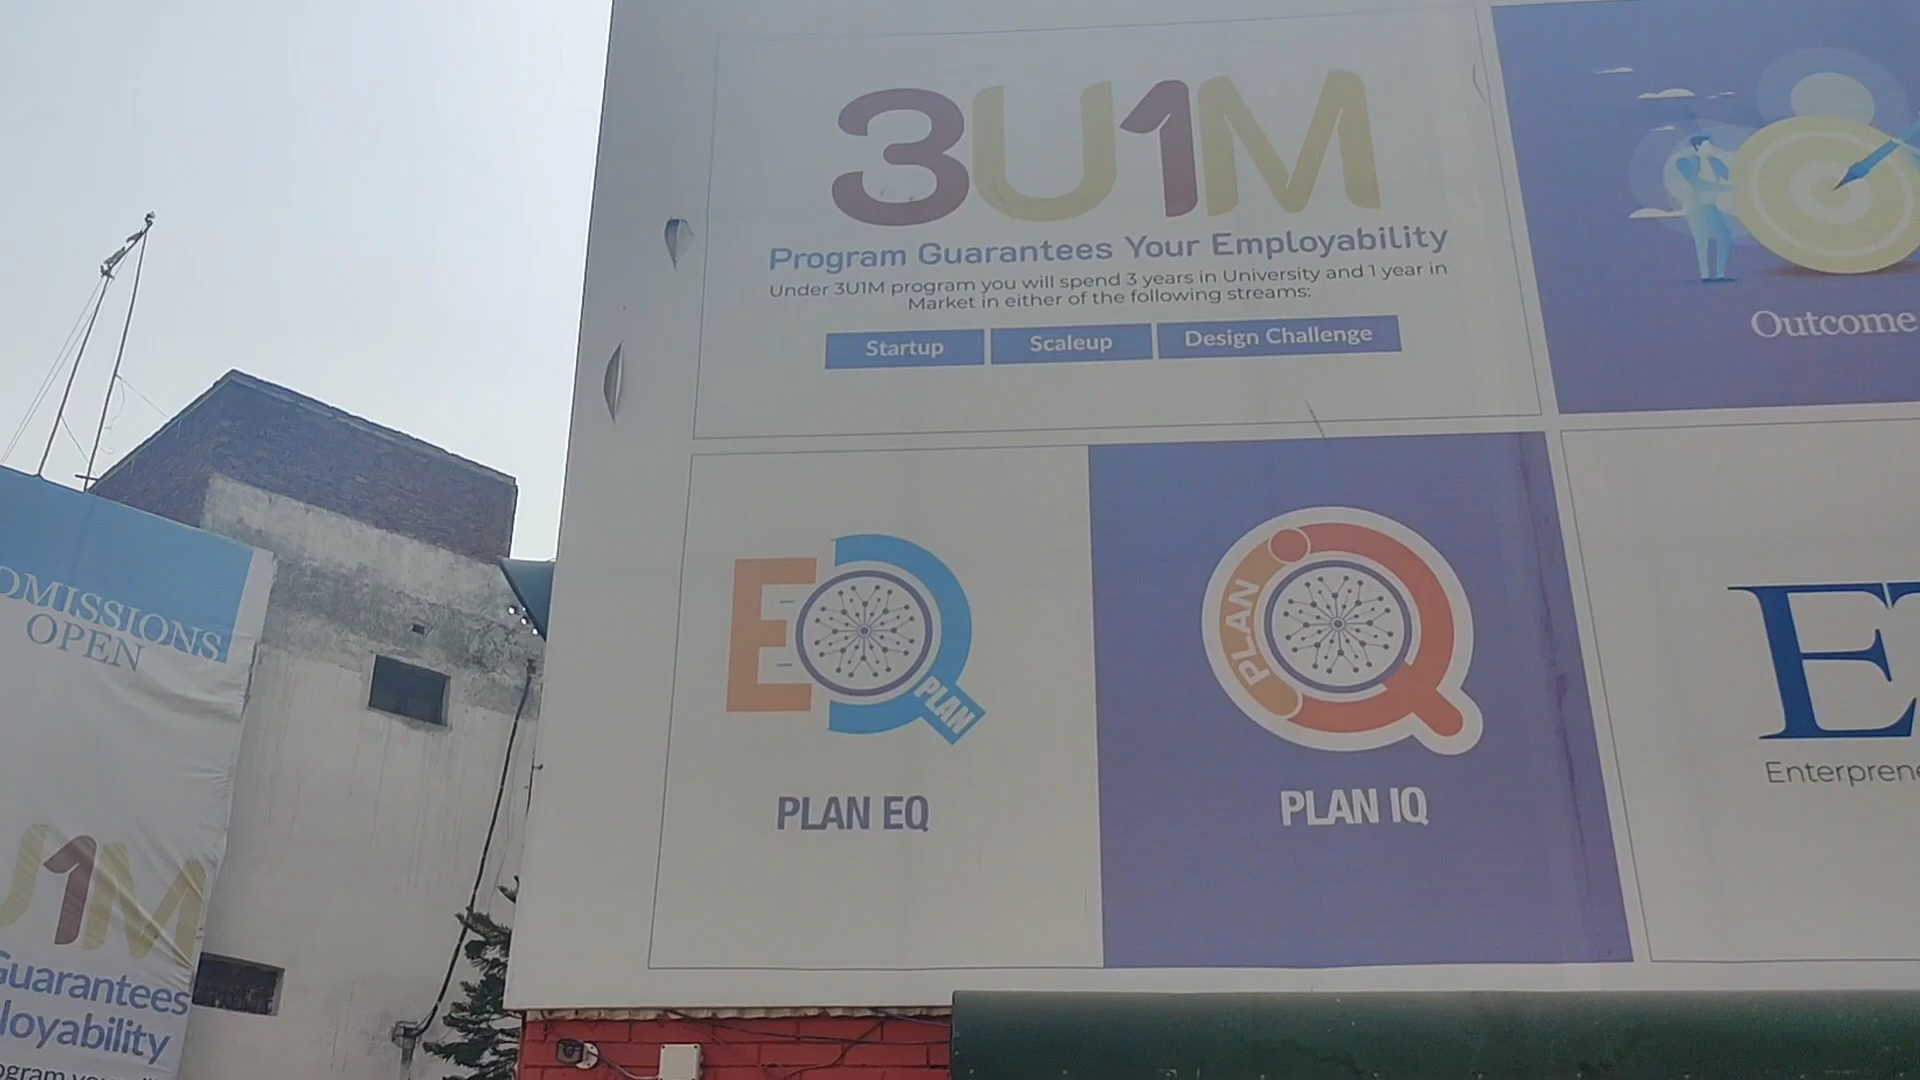 3U1M
Program Guarantees Your Employability
Under 3U1M program you will spend 3 years in University and 1 year in
Market in either of the following streams:
Startup
Scaleup
Design Challenge
Outcome
EQ
PLAN
PLAN EQ
PLAN
IQ
PLAN IQ
E
DMISSIONS
OPEN
U1M
Guarantees
loyability